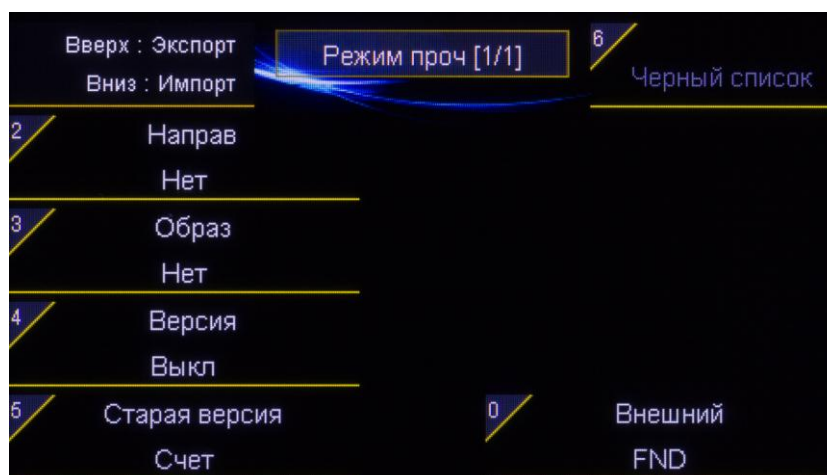 Вверх : Экспорт
Вниз : Импорт
Режим проч [1/1]
6
Черный список
2
Направ
Нет
3
Образ
Нет
4
Версия
Выкл
5
Старая версия
Счет
0
Внешний
FND